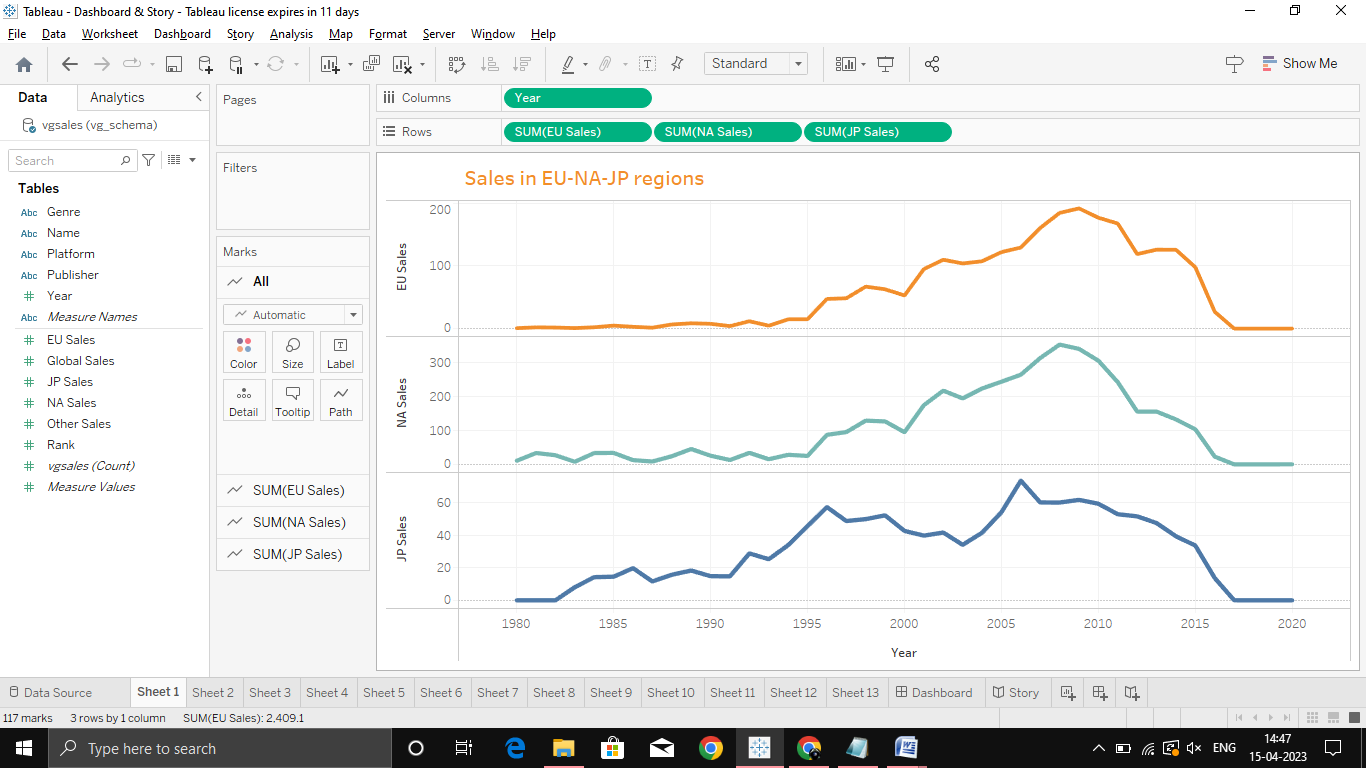 Tableau - Dashboard & Story - Tableau license expires in 11 days
File Data Worksheet Dashboard Story Analysis Map Format Server Window Help
Standard
Show Me
Data Analytics
vgsales (vg_schema)
Search
Tables
Abc Genre
Abc Name
Abc Platform
Abc Publisher
# Year
Abc Measure Names
# EU Sales
# Global Sales
# JP Sales
# NA Sales
# Other Sales
# Rank
# vgsales (Count)
# Measure Values
Pages
Filters
Marks
All
Automatic
Color Size Label
Detail Tooltip Path
SUM(EU Sales)
SUM(NA Sales)
SUM(JP Sales)
Columns Year
Rows SUM(EU Sales) SUM(NA Sales) SUM(JP Sales)
Sales in EU-NA-JP regions
EU Sales
200
100
0
NA Sales
300
200
100
0
JP Sales
60
40
20
0
1980 1985 1990 1995 2000 2005 2010 2015 2020
Year
Data Source Sheet 1 Sheet 2 Sheet 3 Sheet 4 Sheet 5 Sheet 6 Sheet 7 Sheet 8 Sheet 9 Sheet 10 Sheet 11 Sheet 12 Sheet 13 Dashboard Story
117 marks 3 rows by 1 column SUM(EU Sales): 2,409.1
Type here to search
ENG
14:47
15-04-2023